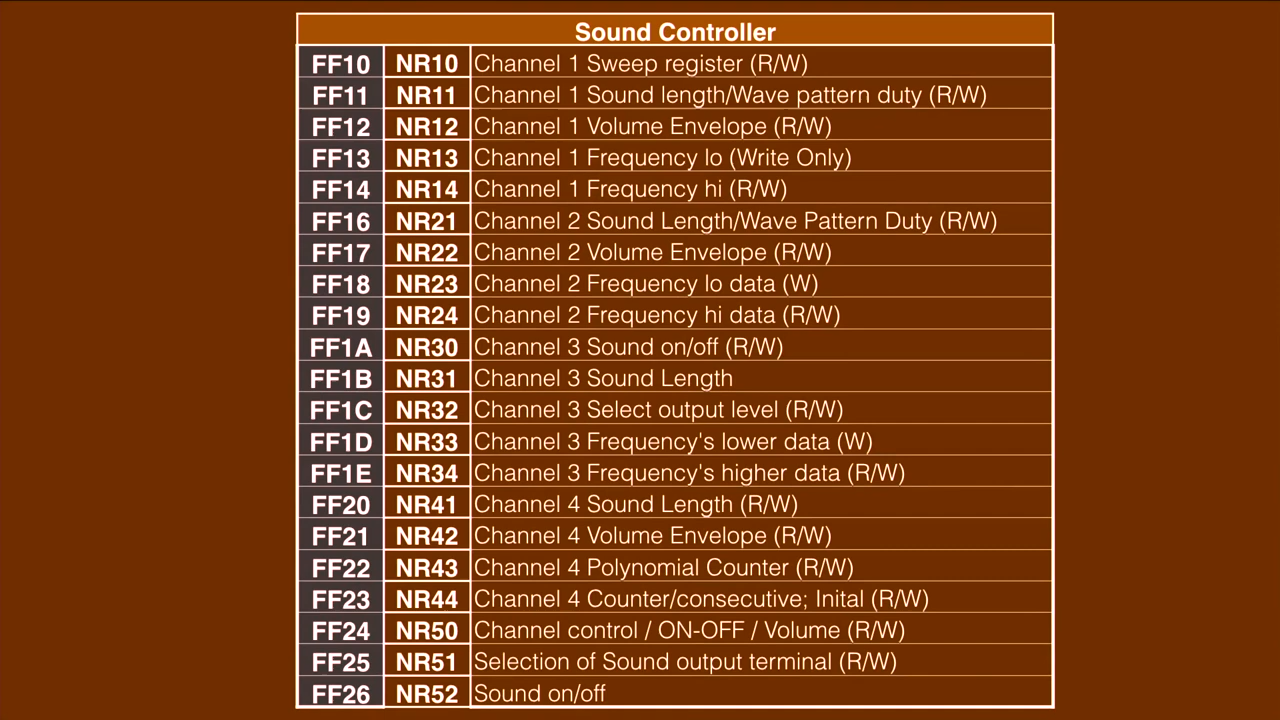 Sound Controller
FF10 NR10 Channel 1 Sweep register (R/W)
FF11 NR11 Channel 1 Sound length/Wave pattern duty (R/W)
FF12 NR12 Channel 1 Volume Envelope (R/W)
FF13 NR13 Channel 1 Frequency lo (Write Only)
FF14 NR14 Channel 1 Frequency hi (R/W)
FF16 NR21 Channel 2 Sound Length/Wave Pattern Duty (R/W)
FF17 NR22 Channel 2 Volume Envelope (R/W)
FF18 NR23 Channel 2 Frequency lo data (W)
FF19 NR24 Channel 2 Frequency hi data (R/W)
FF1A NR30 Channel 3 Sound on/off (R/W)
FF1B NR31 Channel 3 Sound Length
FF1C NR32 Channel 3 Select output level (R/W)
FF1D NR33 Channel 3 Frequency's lower data (W)
FF1E NR34 Channel 3 Frequency's higher data (R/W)
FF20 NR41 Channel 4 Sound Length (R/W)
FF21 NR42 Channel 4 Volume Envelope (R/W)
FF22 NR43 Channel 4 Polynomial Counter (R/W)
FF23 NR44 Channel 4 Counter/consecutive; Inital (R/W)
FF24 NR50 Channel control / ON-OFF / Volume (R/W)
FF25 NR51 Selection of Sound output terminal (R/W)
FF26 NR52 Sound on/off